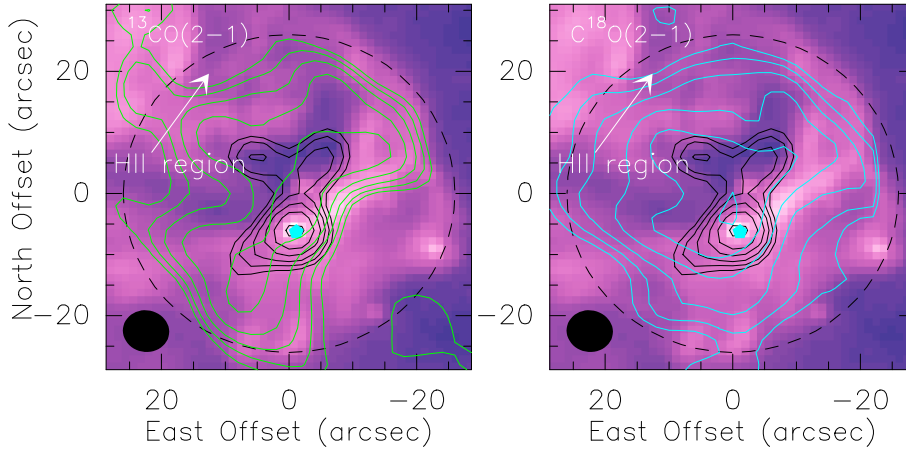 ¹³CO(2−1)
C¹⁸O(2−1)
HII region
HII region
North Offset (arcsec)
20
0
−20
20
0
−20
20
0
−20
20
0
−20
East Offset (arcsec)
East Offset (arcsec)